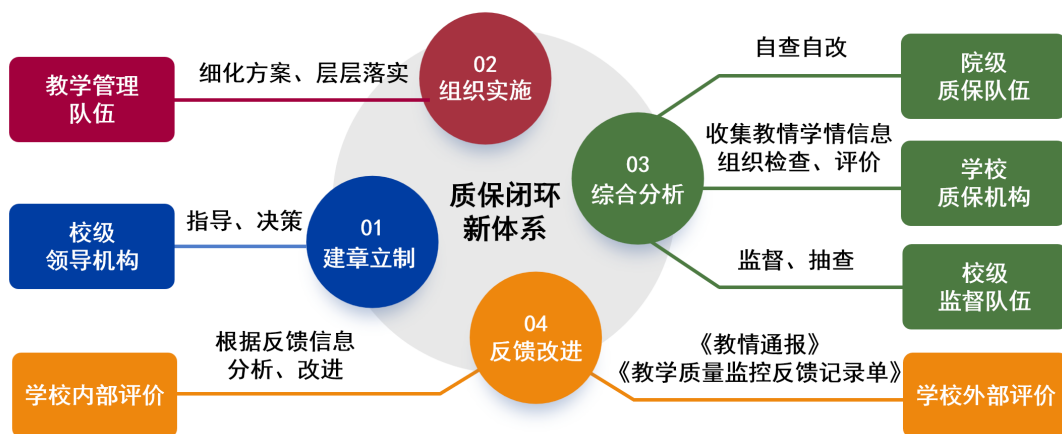 教学管理
队伍
细化方案、层层落实
02
组织实施
自查自改
院级
质保队伍
收集教情学情信息
组织检查、评价
03
综合分析
学校
质保机构
质保闭环
新体系
校级
领导机构
指导、决策
01
建章立制
监督、抽查
校级
监督队伍
04
反馈改进
根据反馈信息
分析、改进
学校内部评价
《教情通报》
《教学质量监控反馈记录单》
学校外部评价